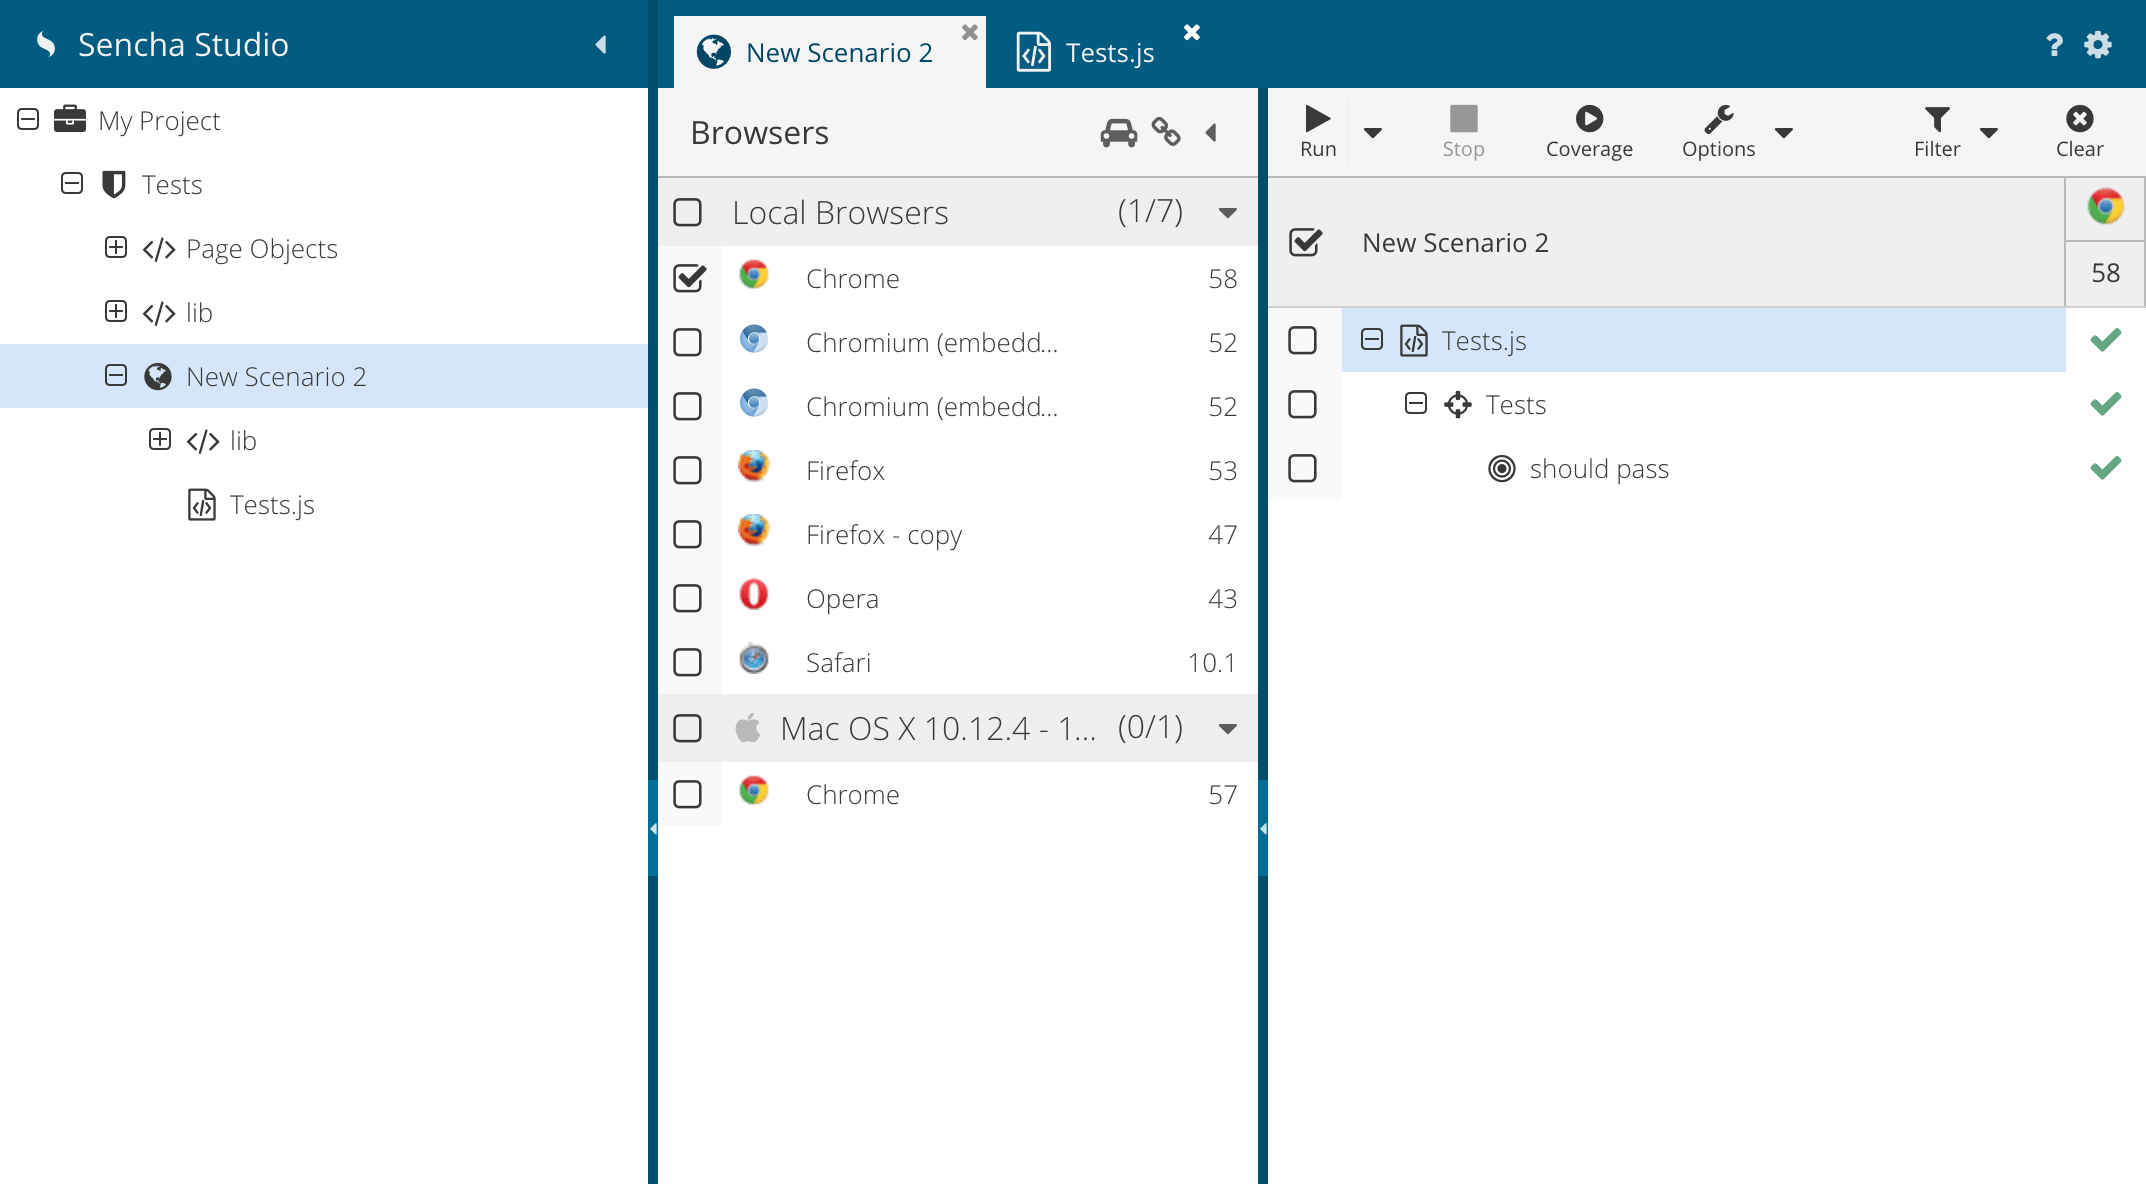 Sencha Studio
New Scenario 2
Tests.js
?
My Project
Tests
Page Objects
lib
New Scenario 2
lib
Tests.js
Browsers
Local Browsers (1/7)
Chrome 58
Chromium (embedd... 52
Chromium (embedd... 52
Firefox 53
Firefox - copy 47
Opera 43
Safari 10.1
Mac OS X 10.12.4 - 1... (0/1)
Chrome 57
Run Stop Coverage Options Filter Clear
New Scenario 2 58
Tests.js
Tests
should pass